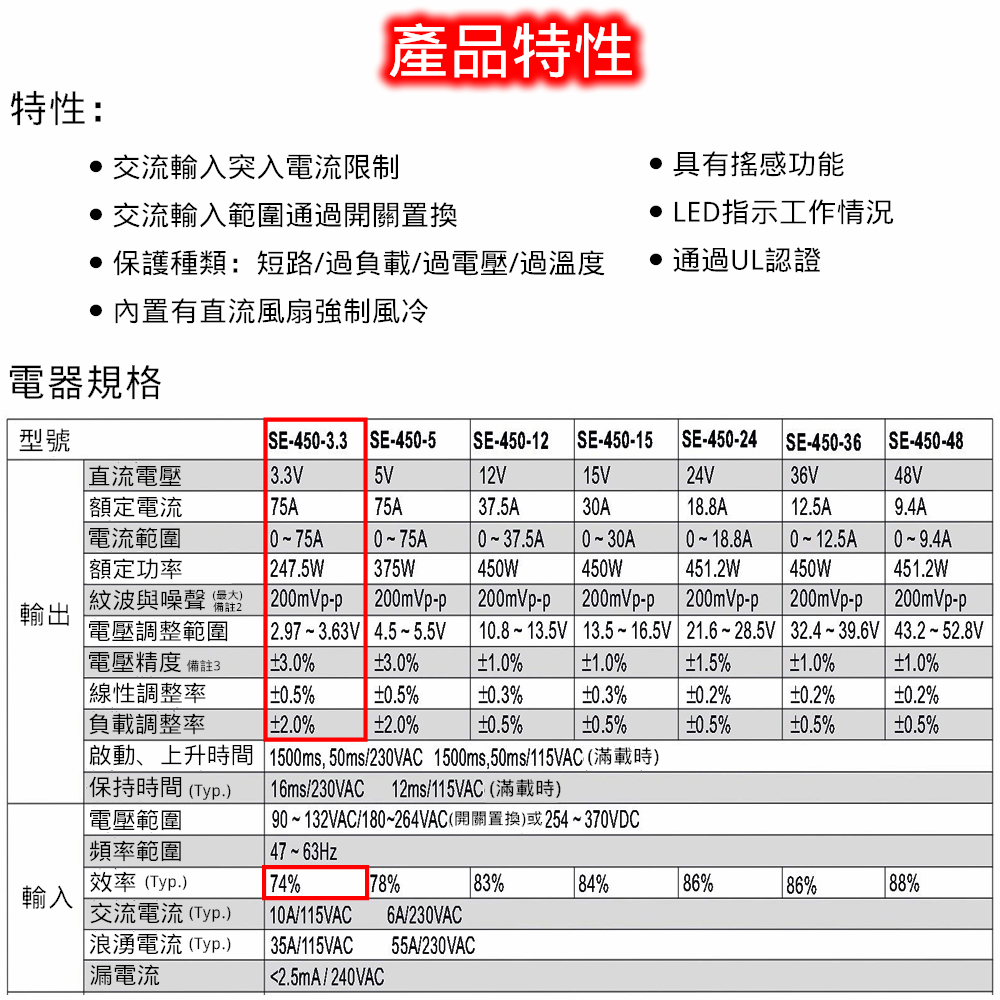 產品特性
特性：
● 交流輸入突入電流限制
● 交流輸入範圍通過開關置換
● 保護種類：短路/過負載/過電壓/過溫度
● 內置有直流風扇強制風冷
● 具有搖感功能
● LED指示工作情況
● 通過UL認證
電器規格
型號 SE-450-3.3 SE-450-5 SE-450-12 SE-450-15 SE-450-24 SE-450-36 SE-450-48
輸出
直流電壓 3.3V 5V 12V 15V 24V 36V 48V
額定電流 75A 75A 37.5A 30A 18.8A 12.5A 9.4A
電流範圍 0~75A 0~75A 0~37.5A 0~30A 0~18.8A 0~12.5A 0~9.4A
額定功率 247.5W 375W 450W 450W 451.2W 450W 451.2W
紋波與噪聲 (最大) 備註2 200mVp-p 200mVp-p 200mVp-p 200mVp-p 200mVp-p 200mVp-p 200mVp-p
電壓調整範圍 2.97~3.63V 4.5~5.5V 10.8~13.5V 13.5~16.5V 21.6~28.5V 32.4~39.6V 43.2~52.8V
電壓精度 備註3 ±3.0% ±3.0% ±1.0% ±1.0% ±1.5% ±1.0% ±1.0%
線性調整率 ±0.5% ±0.5% ±0.3% ±0.3% ±0.2% ±0.2% ±0.2%
負載調整率 ±2.0% ±2.0% ±0.5% ±0.5% ±0.5% ±0.5% ±0.5%
啟動、上升時間 1500ms, 50ms/230VAC 1500ms,50ms/115VAC (滿載時)
保持時間 (Typ.) 16ms/230VAC 12ms/115VAC (滿載時)
輸入
電壓範圍 90~132VAC/180~264VAC(開關置換)或254~370VDC
頻率範圍 47~63Hz
效率 (Typ.) 74% 78% 83% 84% 86% 86% 88%
交流電流 (Typ.) 10A/115VAC 6A/230VAC
浪湧電流 (Typ.) 35A/115VAC 55A/230VAC
漏電流 <2.5mA / 240VAC